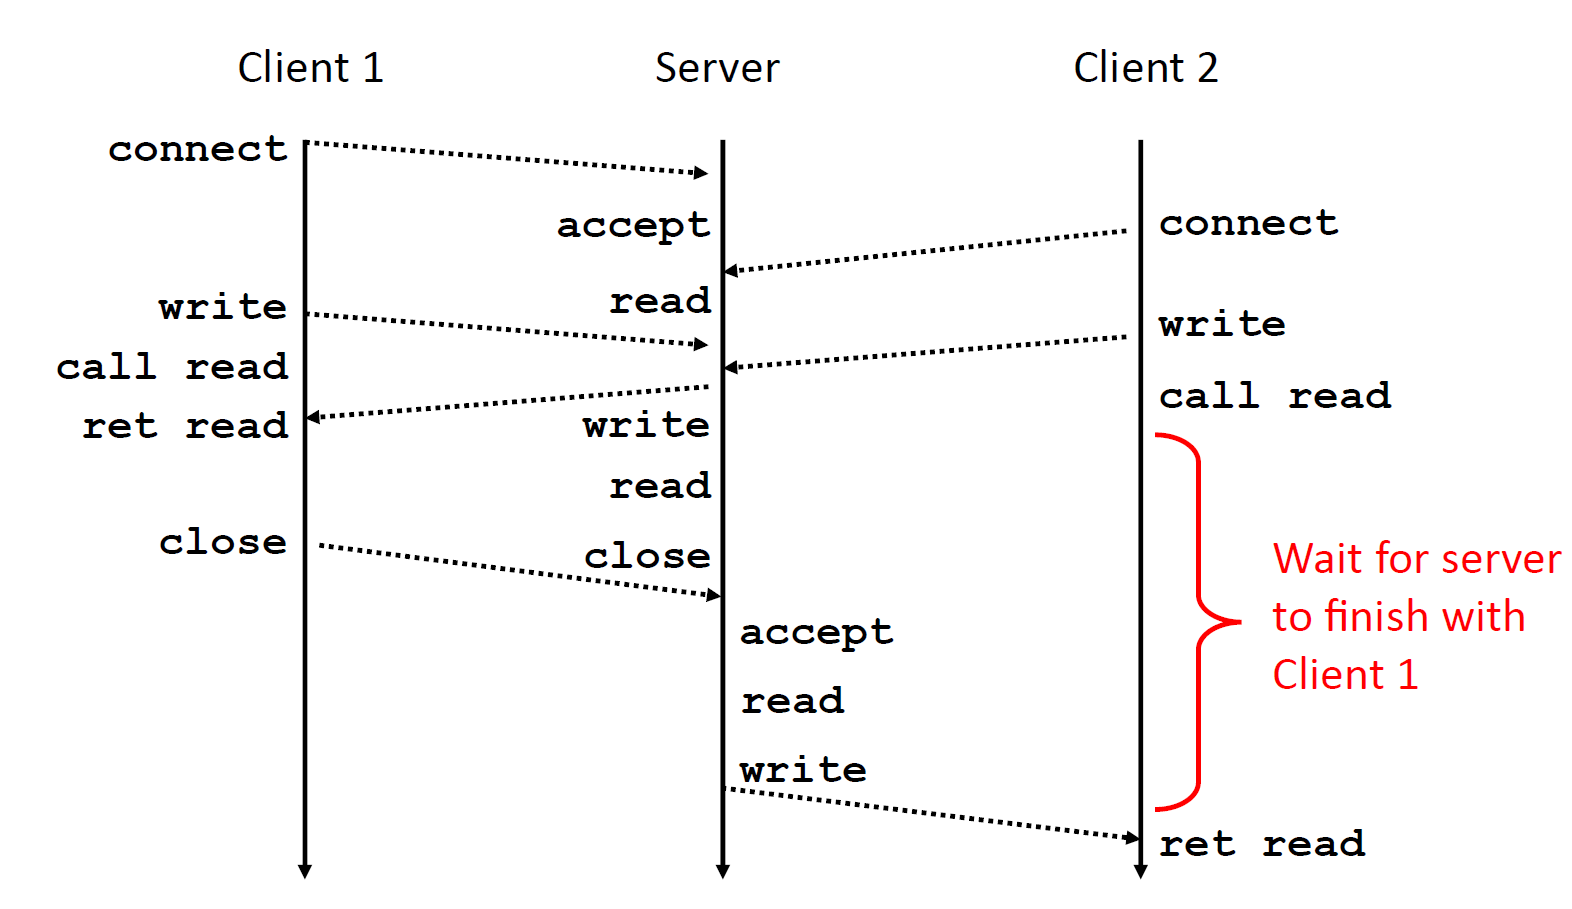 Client 1
Server
Client 2
connect
accept
connect
read
write
write
call read
call read
ret read
write
read
close
close
Wait for server
to finish with
Client 1
accept
read
write
ret read